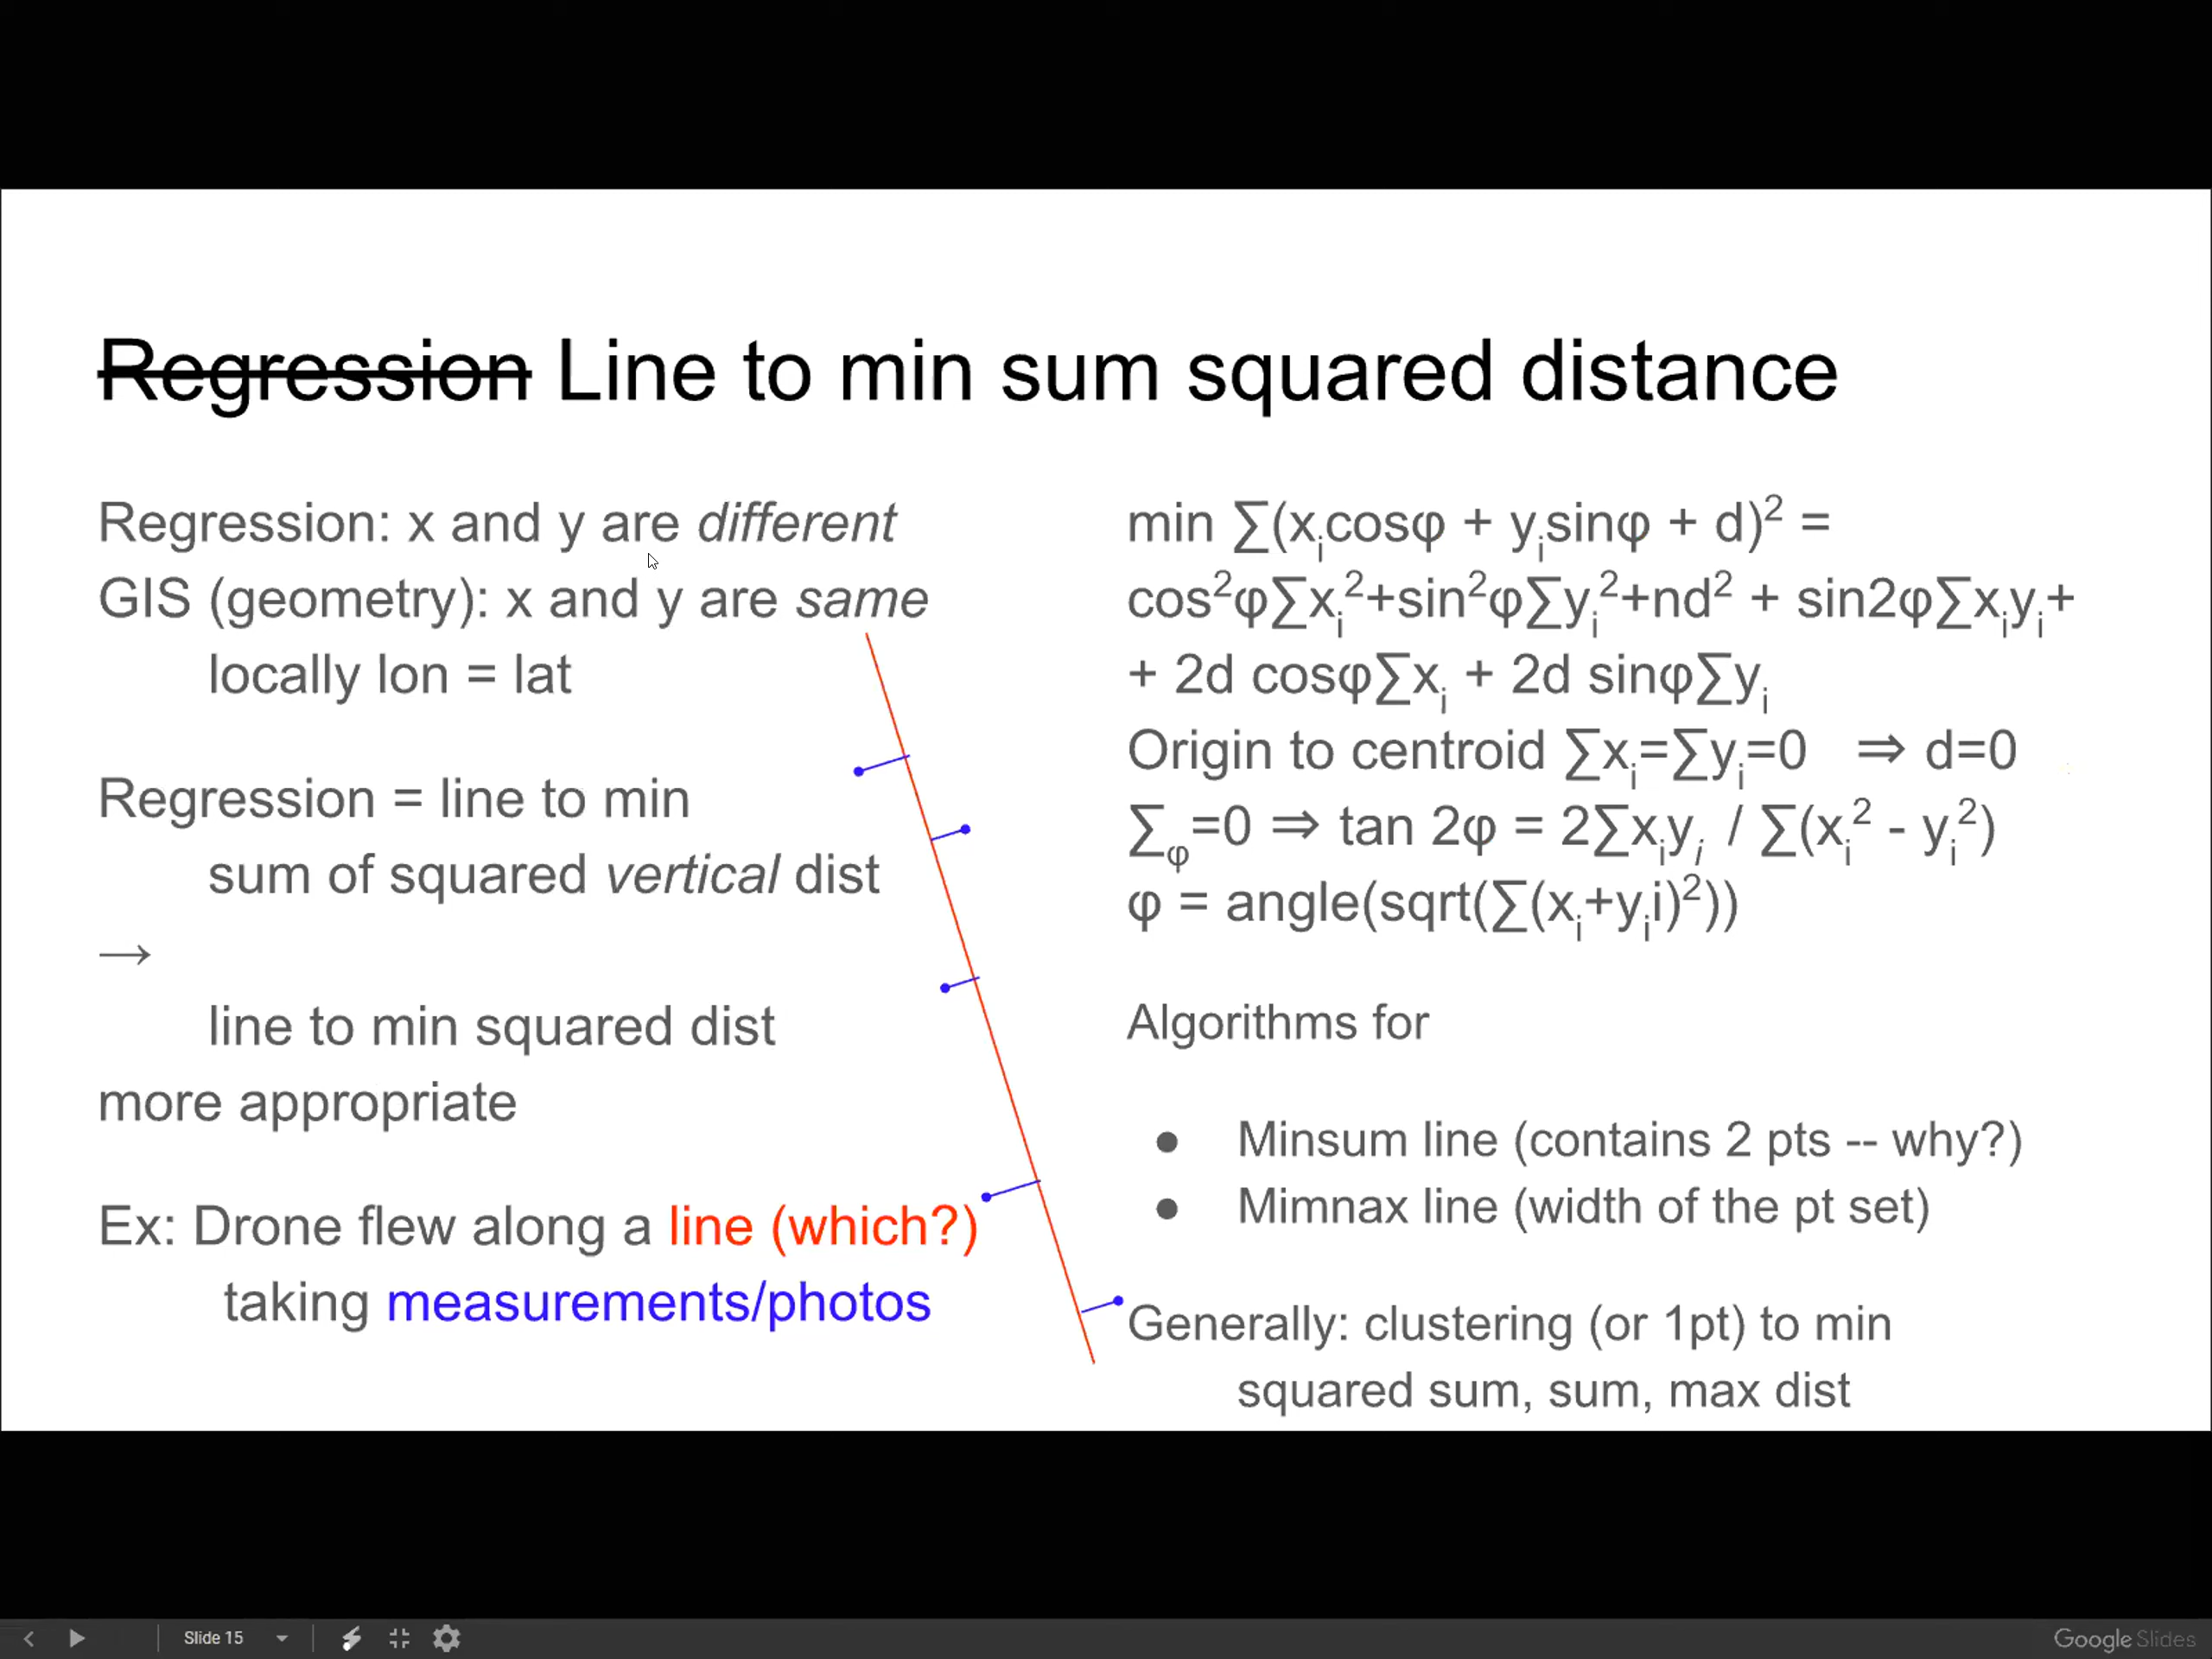 Regression Line to min sum squared distance
Regression: x and y are different
GIS (geometry): x and y are same
locally lon = lat
Regression = line to min
sum of squared vertical dist
→
line to min squared dist
more appropriate
Ex: Drone flew along a line (which?)
taking measurements/photos
min ∑(xᵢcosφ + yᵢsinφ + d)² =
cos²φ∑xᵢ²+sin²φ∑yᵢ²+nd² + sin2φ∑xᵢyᵢ+
+ 2d cosφ∑xᵢ + 2d sinφ∑yᵢ
Origin to centroid ∑xᵢ=∑yᵢ=0 ⇒ d=0
∑ᵩ=0 ⇒ tan 2φ = 2∑xᵢyᵢ / ∑(xᵢ² - yᵢ²)
φ = angle(sqrt(∑(xᵢ+yᵢi)²))
Algorithms for
● Minsum line (contains 2 pts -- why?)
● Mimnax line (width of the pt set)
Generally: clustering (or 1pt) to min
squared sum, sum, max dist
Slide 15
Google Slides